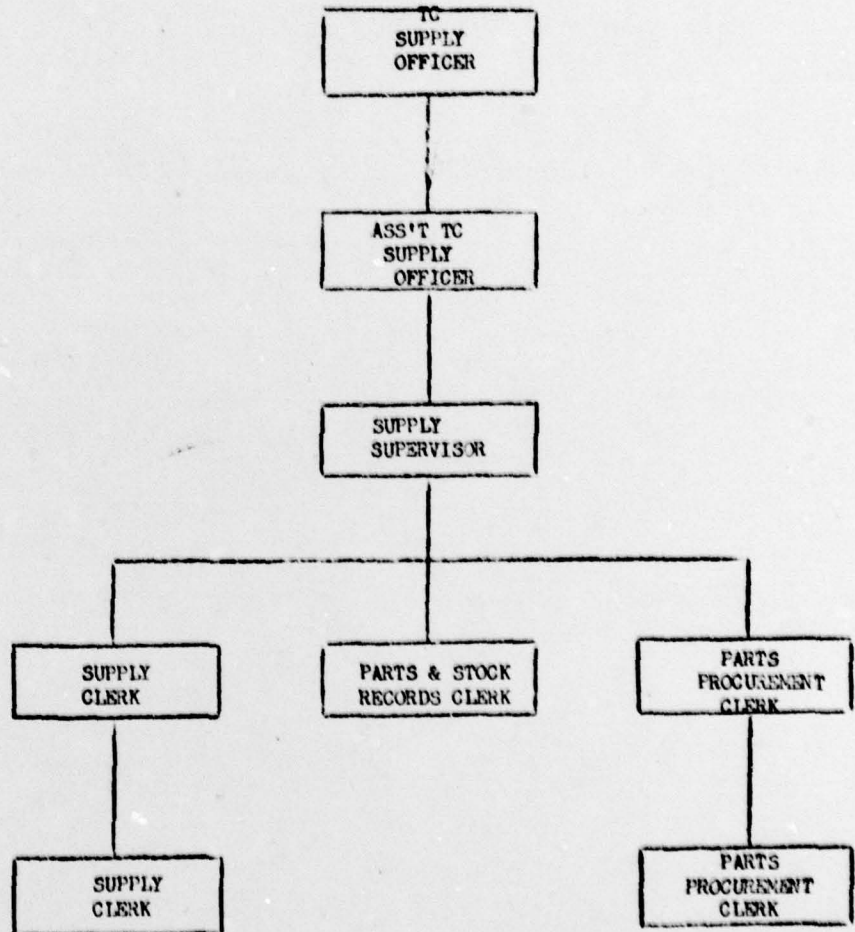 TC
SUPPLY
OFFICER
ASS'T TC
SUPPLY
OFFICER
SUPPLY
SUPERVISOR
SUPPLY
CLERK
PARTS & STOCK
RECORDS CLERK
PARTS
PROCUREMENT
CLERK
SUPPLY
CLERK
PARTS
PROCUREMENT
CLERK